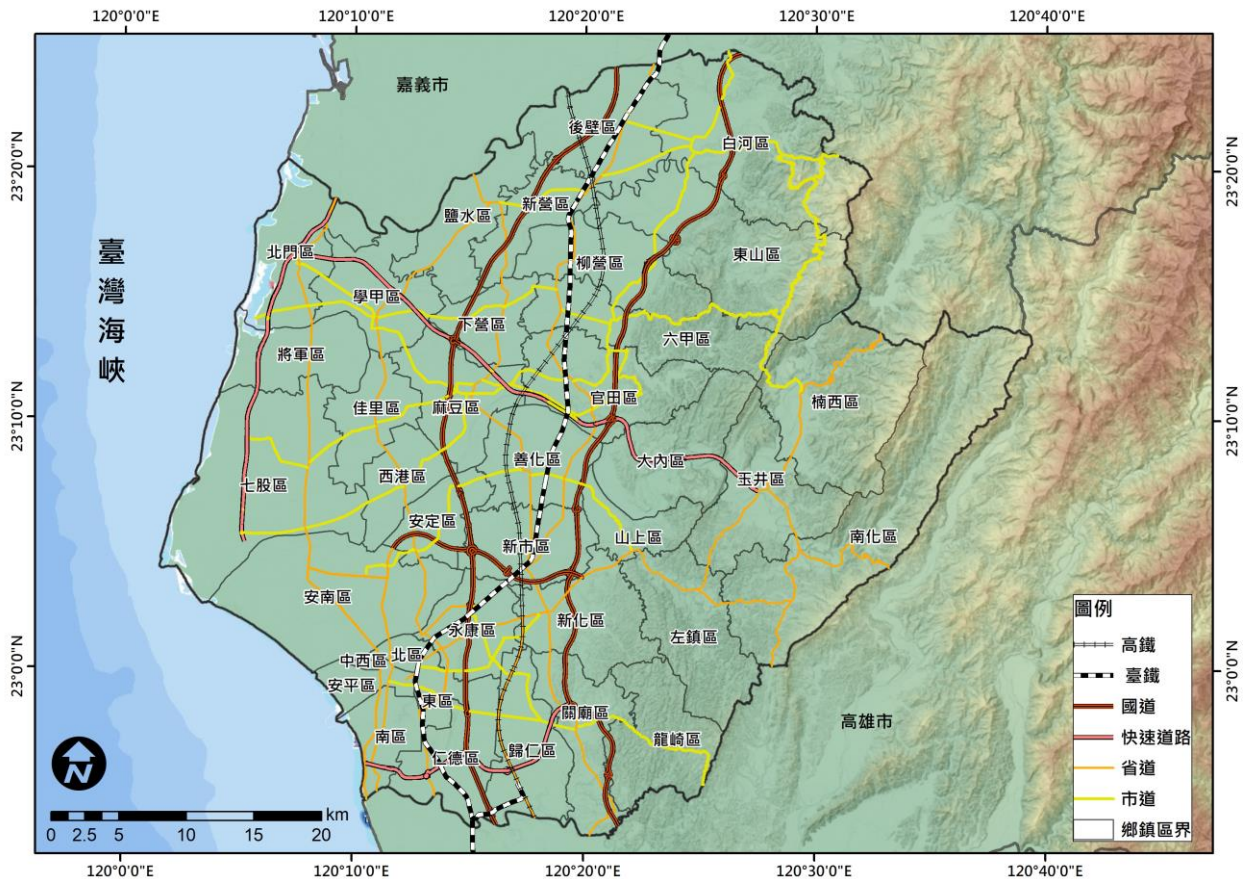 120°0'0"E
120°10'0"E
120°20'0"E
120°30'0"E
120°40'0"E
嘉義市
後壁區
白河區
23°20'0"N
23°20'0"N
新營區
鹽水區
臺灣海峽
北門區
柳營區
東山區
學甲區
下營區
六甲區
將軍區
官田區
楠西區
佳里區
麻豆區
23°10'0"N
23°10'0"N
善化區
大內區
西港區
玉井區
七股區
安定區
新市區
山上區
南化區
安南區
新化區
永康區
左鎮區
北區
中西區
23°0'0"N
23°0'0"N
安平區
東區
關廟區
高雄市
南區
龍崎區
仁德區
歸仁區
圖例
高鐵
臺鐵
國道
快速道路
省道
市道
鄉鎮區界
N
km
0 2.5 5 10 15 20
120°0'0"E
120°10'0"E
120°20'0"E
120°30'0"E
120°40'0"E